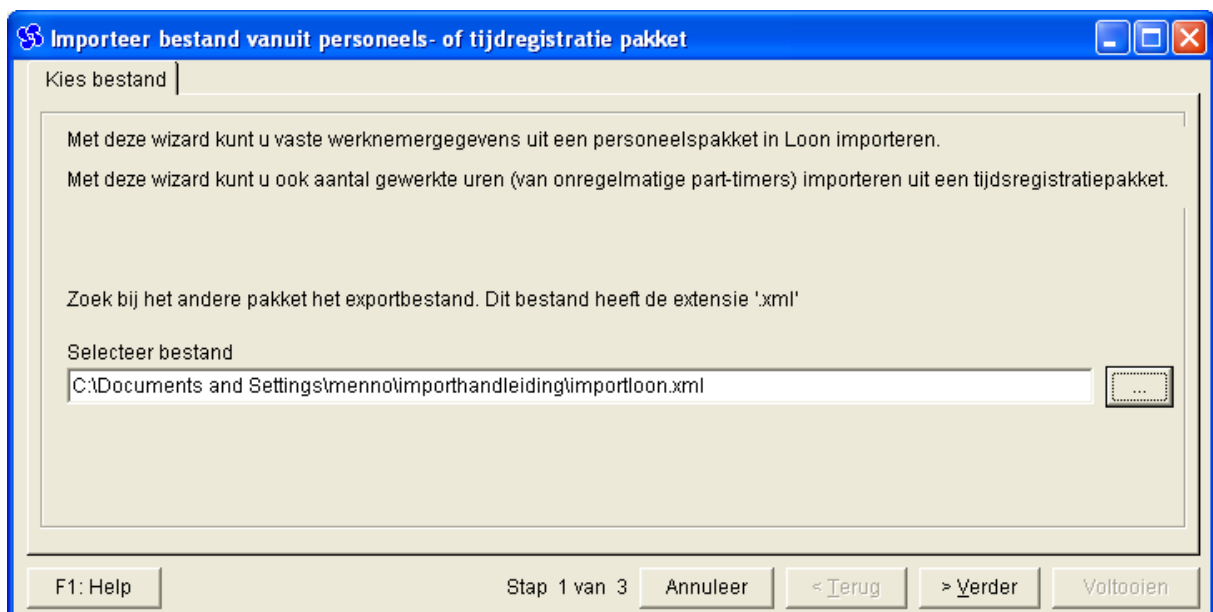 Importeer bestand vanuit personeels- of tijdregistratie pakket
Kies bestand
Met deze wizard kunt u vaste werknemergegevens uit een personeelspakket in Loon importeren.
Met deze wizard kunt u ook aantal gewerkte uren (van onregelmatige part-timers) importeren uit een tijdsregistratiepakket.
Zoek bij het andere pakket het exportbestand. Dit bestand heeft de extensie '.xml'
Selecteer bestand
C:\Documents and Settings\menno\importhandleiding\importloon.xml
...
F1: Help
Stap 1 van 3
Annuleer
< Terug
> Verder
Voltooien